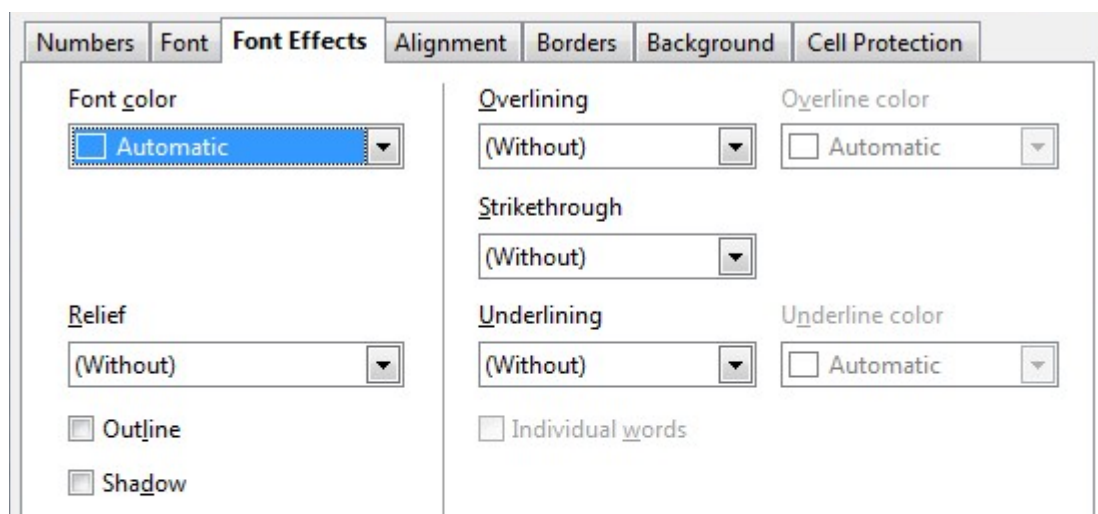 Numbers Font Font Effects Alignment Borders Background Cell Protection
Font color Overlining Overline color
Automatic (Without) Automatic
Strikethrough
(Without)
Relief Underlining Underline color
(Without) (Without) Automatic
Outline Individual words
Shadow